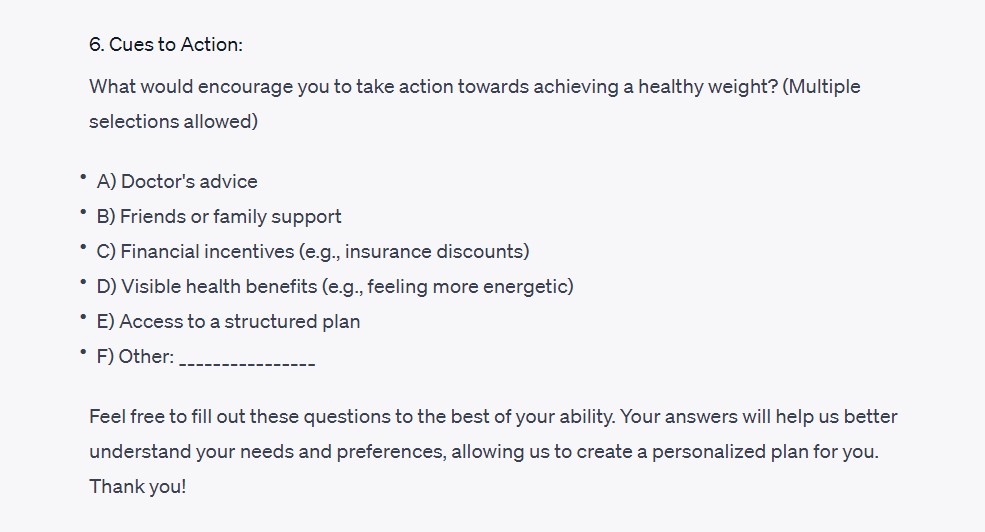 6. Cues to Action:
What would encourage you to take action towards achieving a healthy weight? (Multiple
selections allowed)
• A) Doctor's advice
• B) Friends or family support
• C) Financial incentives (e.g., insurance discounts)
• D) Visible health benefits (e.g., feeling more energetic)
• E) Access to a structured plan
• F) Other: ________________
Feel free to fill out these questions to the best of your ability. Your answers will help us better
understand your needs and preferences, allowing us to create a personalized plan for you.
Thank you!